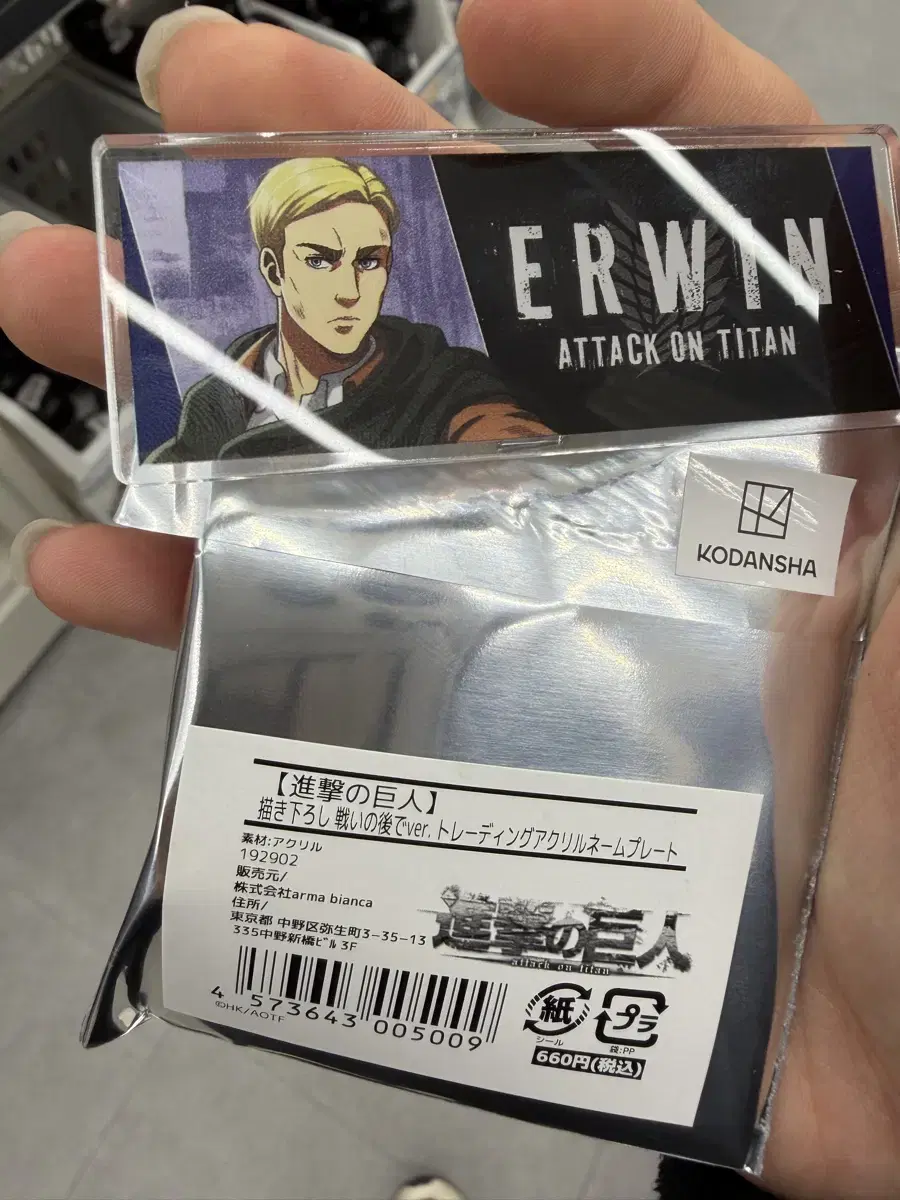 ERWIN
ATTACK ON TITAN
KODANSHA
【進撃の巨人】
描き下ろし 戦いの後でver. トレーディングアクリルネームプレート
素材:アクリル
192902
販売元/
株式会社arma bianca
住所/
東京都 中野区弥生町3-35-13
335中野新橋ﾋﾞﾙ 3F
進撃の巨人
attack on titan
4 573643 005009
©HK/AOTF
紙
シール
プラ
袋:PP
660円(税込)